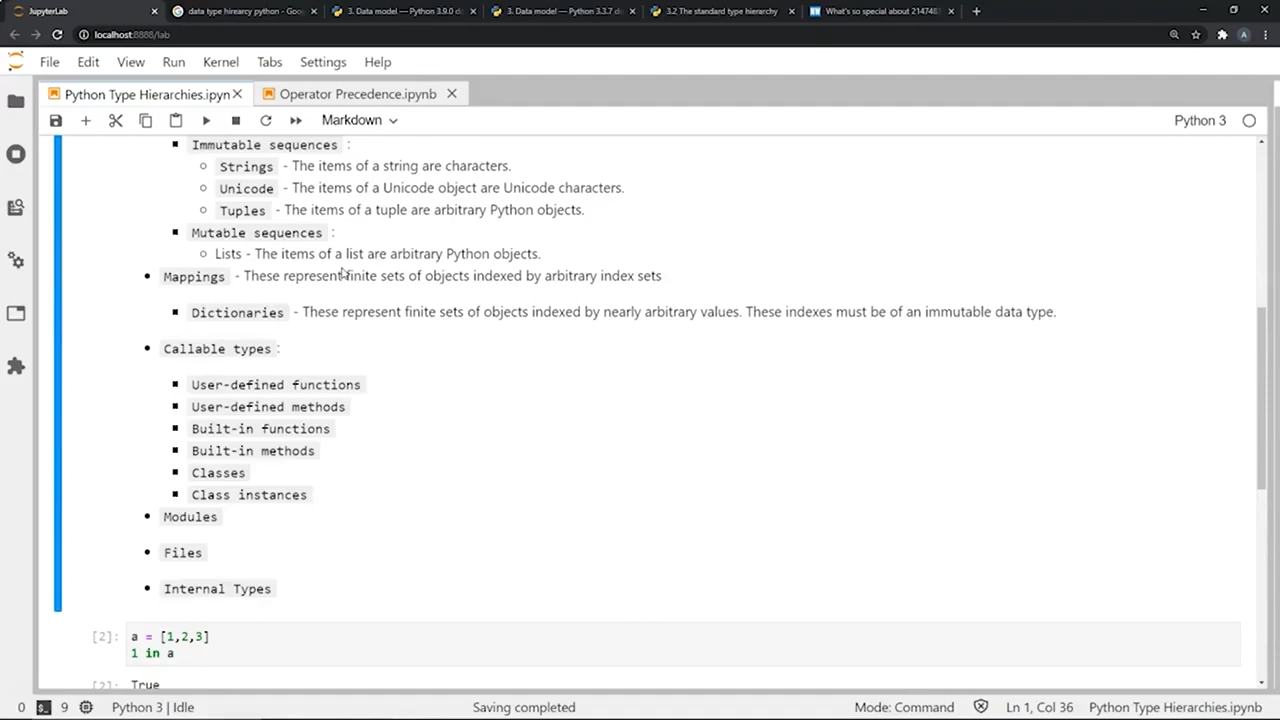 JupyterLab
data type hirearcy python - Goo
3. Data model — Python 3.9.0 d
3. Data model — Python 3.3.7 d
3.2 The standard type hierarchy
What's so special about 214748
localhost:8888/lab
A
File Edit View Run Kernel Tabs Settings Help
Python Type Hierarchies.ipyn
Operator Precedence.ipynb
Markdown
Python 3
Immutable sequences :
Strings - The items of a string are characters.
Unicode - The items of a Unicode object are Unicode characters.
Tuples - The items of a tuple are arbitrary Python objects.
Mutable sequences :
Lists - The items of a list are arbitrary Python objects.
Mappings - These represent finite sets of objects indexed by arbitrary index sets
Dictionaries - These represent finite sets of objects indexed by nearly arbitrary values. These indexes must be of an immutable data type.
Callable types :
User-defined functions
User-defined methods
Built-in functions
Built-in methods
Classes
Class instances
Modules
Files
Internal Types
[2]: a = [1,2,3]
1 in a
[2]: True
0 9 Python 3 | Idle Saving completed Mode: Command Ln 1, Col 36 Python Type Hierarchies.ipynb